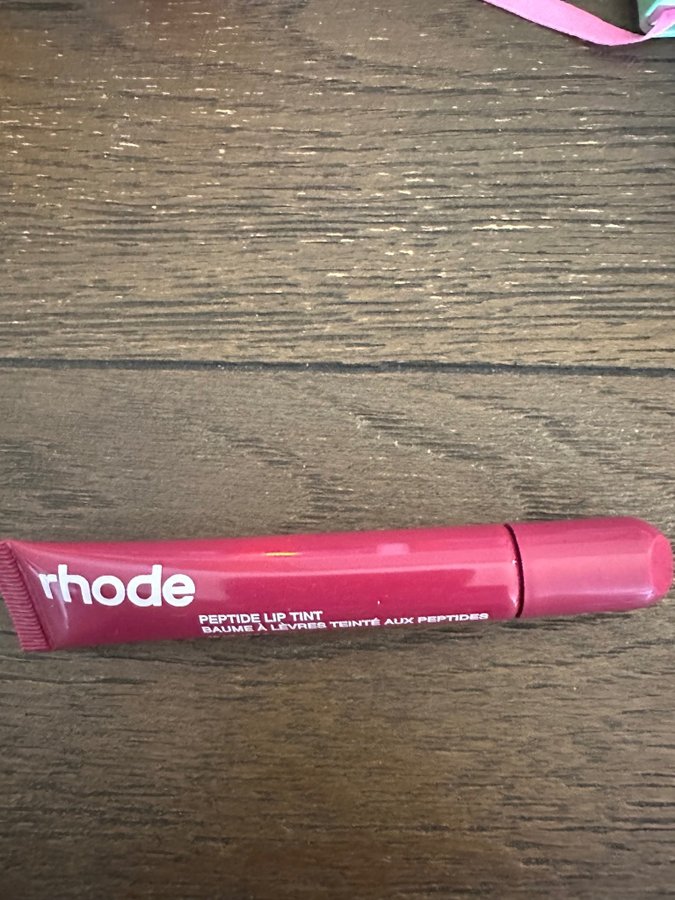 rhode
PEPTIDE LIP TINT
BAUME À LÈVRES TEINTÉ AUX PEPTIDES